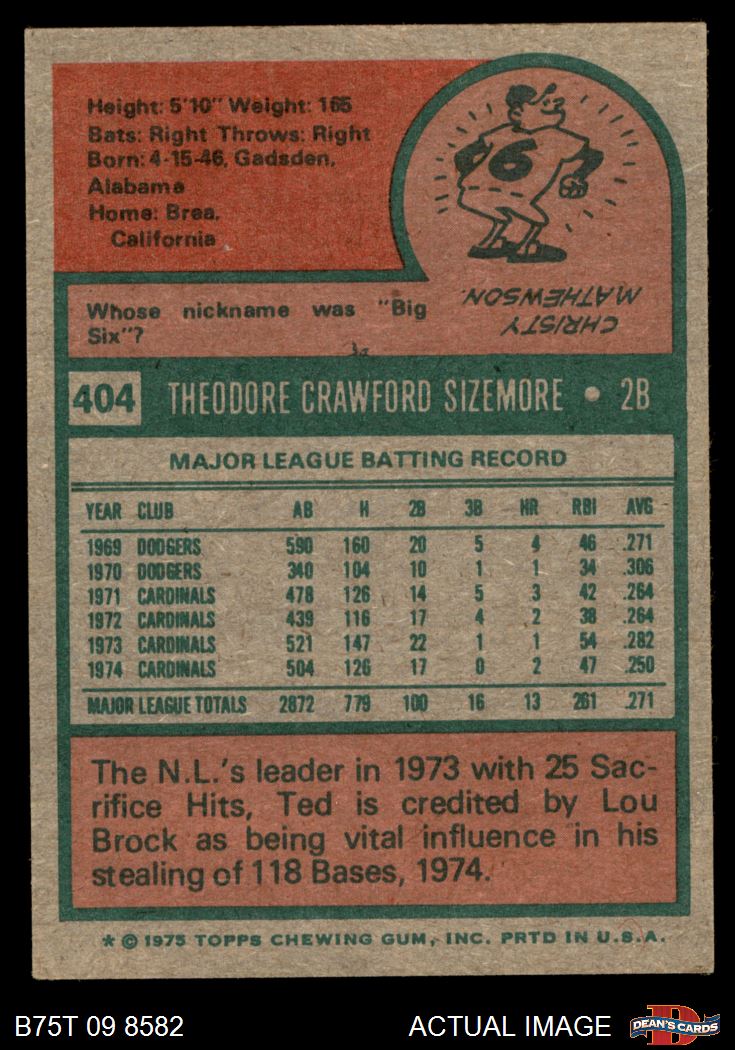 Height: 5'10" Weight: 165
Bats: Right Throws: Right
Born: 4-15-46, Gadsden,
Alabama
Home: Brea,
California
6
Whose nickname was "Big
Six"?
CHRISTY
MATHEWSON.
404 THEODORE CRAWFORD SIZEMORE • 2B
MAJOR LEAGUE BATTING RECORD
YEAR CLUB AB H 2B 3B HR RBI AVG
1969 DODGERS 590 160 20 5 4 46 .271
1970 DODGERS 340 104 10 1 1 34 .306
1971 CARDINALS 478 126 14 5 3 42 .264
1972 CARDINALS 439 116 17 4 2 38 .264
1973 CARDINALS 521 147 22 1 1 54 .282
1974 CARDINALS 504 126 17 0 2 47 .250
MAJOR LEAGUE TOTALS 2872 779 100 16 13 261 .271
The N.L.'s leader in 1973 with 25 Sac-
rifice Hits, Ted is credited by Lou
Brock as being vital influence in his
stealing of 118 Bases, 1974.
* © 1975 TOPPS CHEWING GUM, INC. PRTD IN U.S.A.
B75T 09 8582 ACTUAL IMAGE
D
DEAN'S CARDS